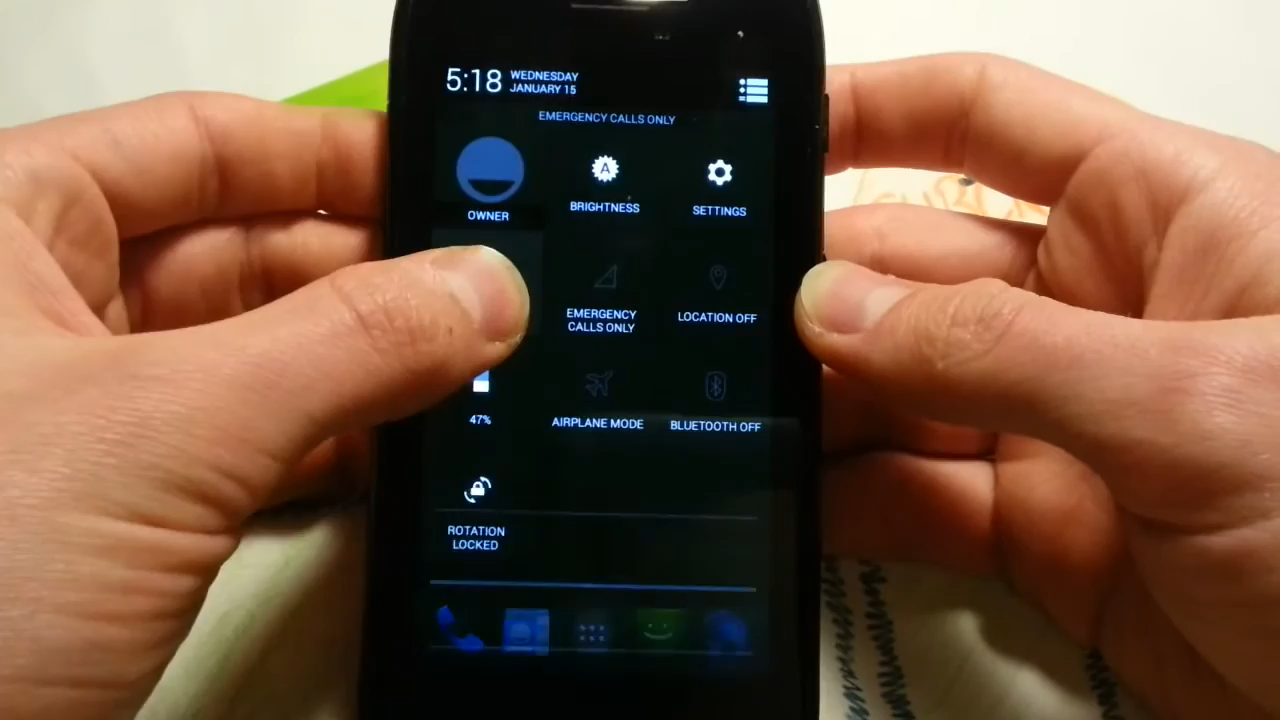 5:18 WEDNESDAY
JANUARY 15
EMERGENCY CALLS ONLY
OWNER
BRIGHTNESS
SETTINGS
EMERGENCY
CALLS ONLY
LOCATION OFF
47%
AIRPLANE MODE
BLUETOOTH OFF
ROTATION
LOCKED